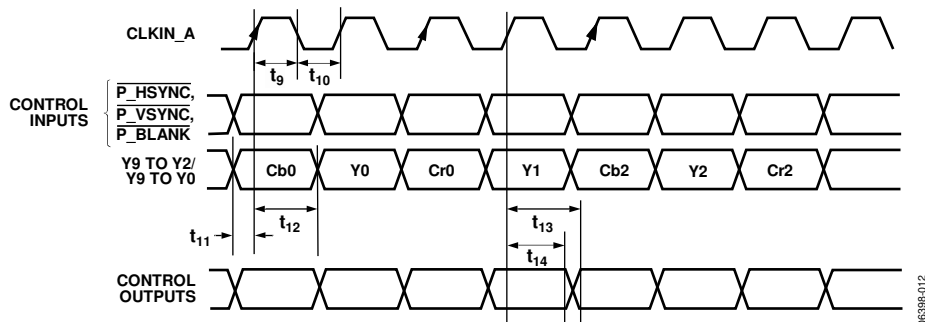 CLKIN_A
t9
t10
CONTROL
INPUTS
P_HSYNC,
P_VSYNC,
P_BLANK
Y9 TO Y2/
Y9 TO Y0
Cb0
Y0
Cr0
Y1
Cb2
Y2
Cr2
t11
t12
t13
t14
CONTROL
OUTPUTS
06398-012